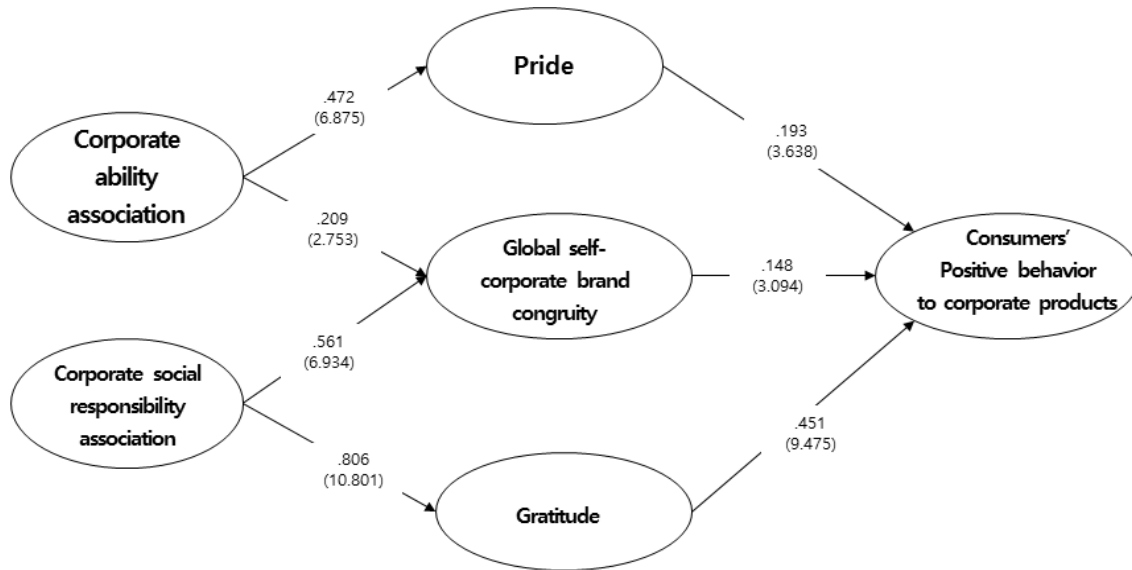 Pride
.472
(6.875)
Corporate
ability
association
.193
(3.638)
.209
(2.753)
Global self-
corporate brand
congruity
.148
(3.094)
Consumers’
Positive behavior
to corporate products
.561
(6.934)
Corporate social
responsibility
association
.806
(10.801)
.451
(9.475)
Gratitude